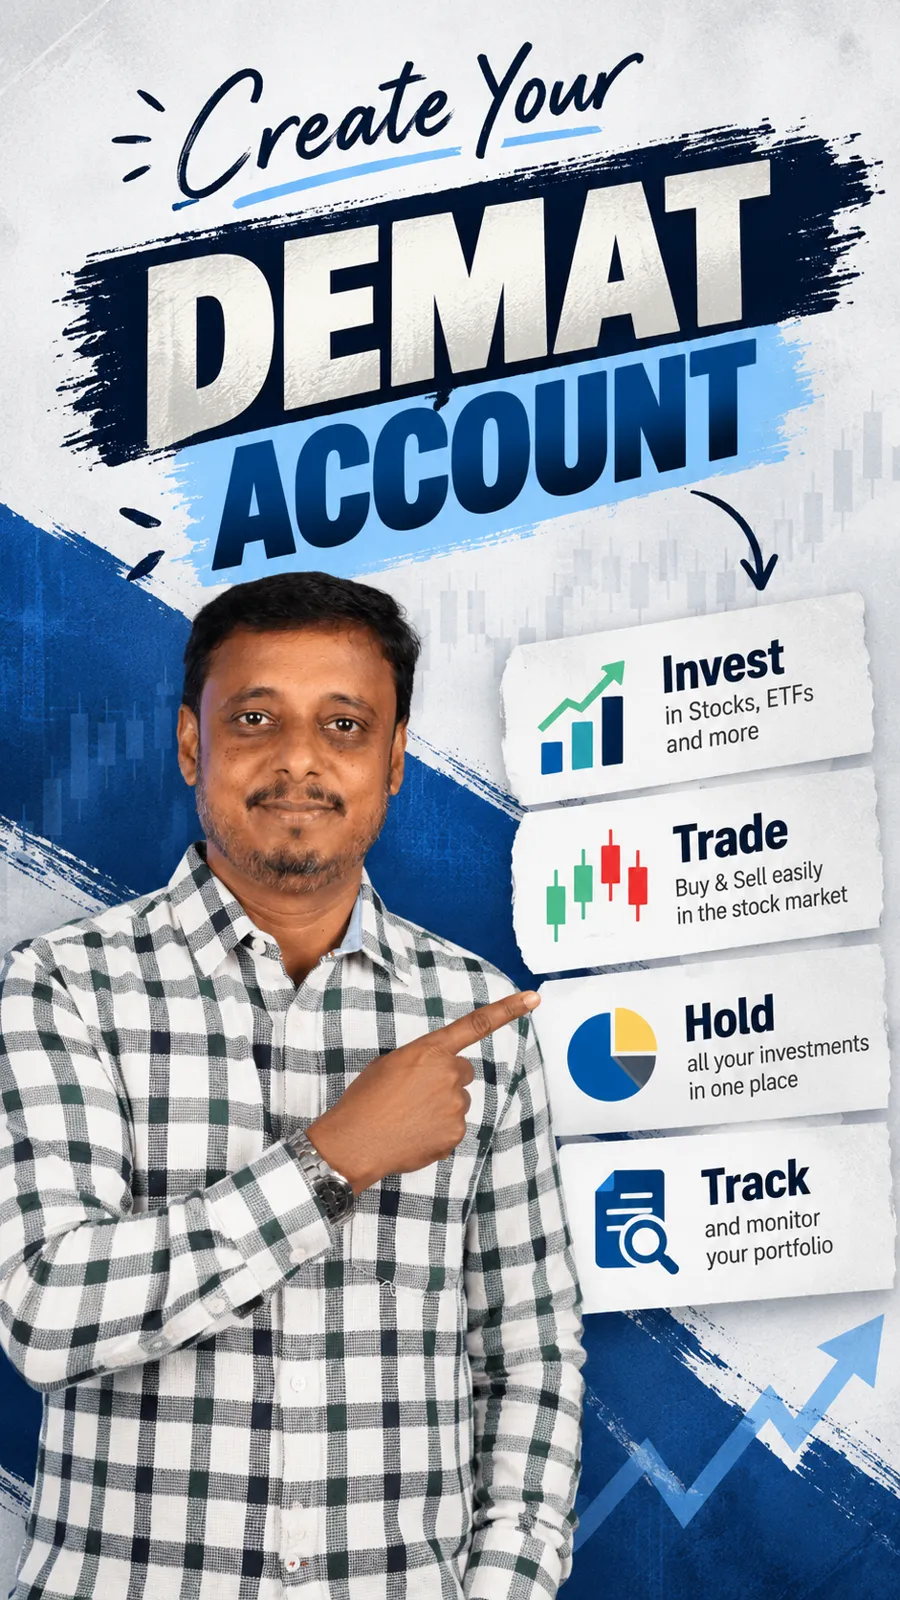 Create Your
DEMAT
ACCOUNT
Invest
in Stocks, ETFs
and more
Trade
Buy & Sell easily
in the stock market
Hold
all your investments
in one place
Track
and monitor
your portfolio